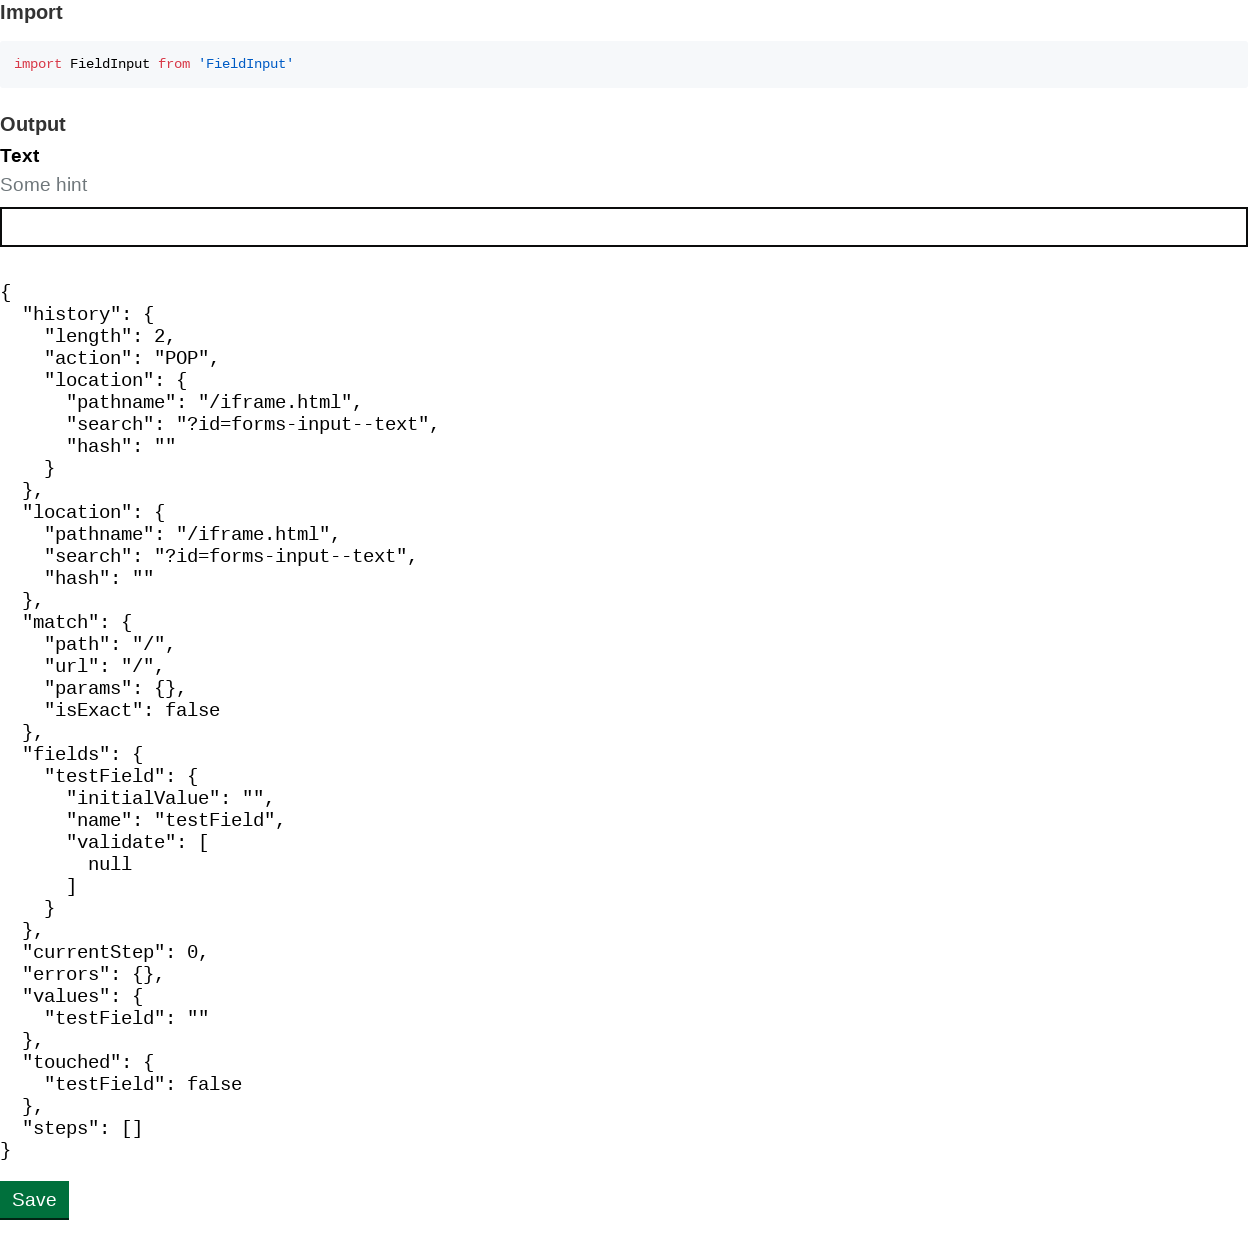 Import
import FieldInput from 'FieldInput'
Output
Text
Some hint
{
  "history": {
    "length": 2,
    "action": "POP",
    "location": {
      "pathname": "/iframe.html",
      "search": "?id=forms-input--text",
      "hash": ""
    }
  },
  "location": {
    "pathname": "/iframe.html",
    "search": "?id=forms-input--text",
    "hash": ""
  },
  "match": {
    "path": "/",
    "url": "/",
    "params": {},
    "isExact": false
  },
  "fields": {
    "testField": {
      "initialValue": "",
      "name": "testField",
      "validate": [
        null
      ]
    }
  },
  "currentStep": 0,
  "errors": {},
  "values": {
    "testField": ""
  },
  "touched": {
    "testField": false
  },
  "steps": []
}
Save